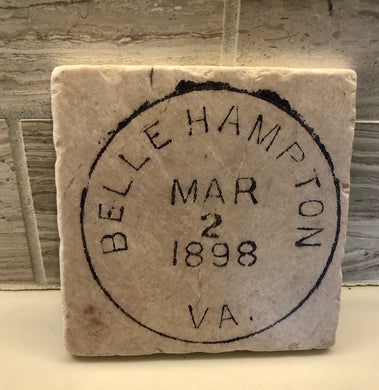 BELLE HAMPTON
MAR
2
1898
VA.